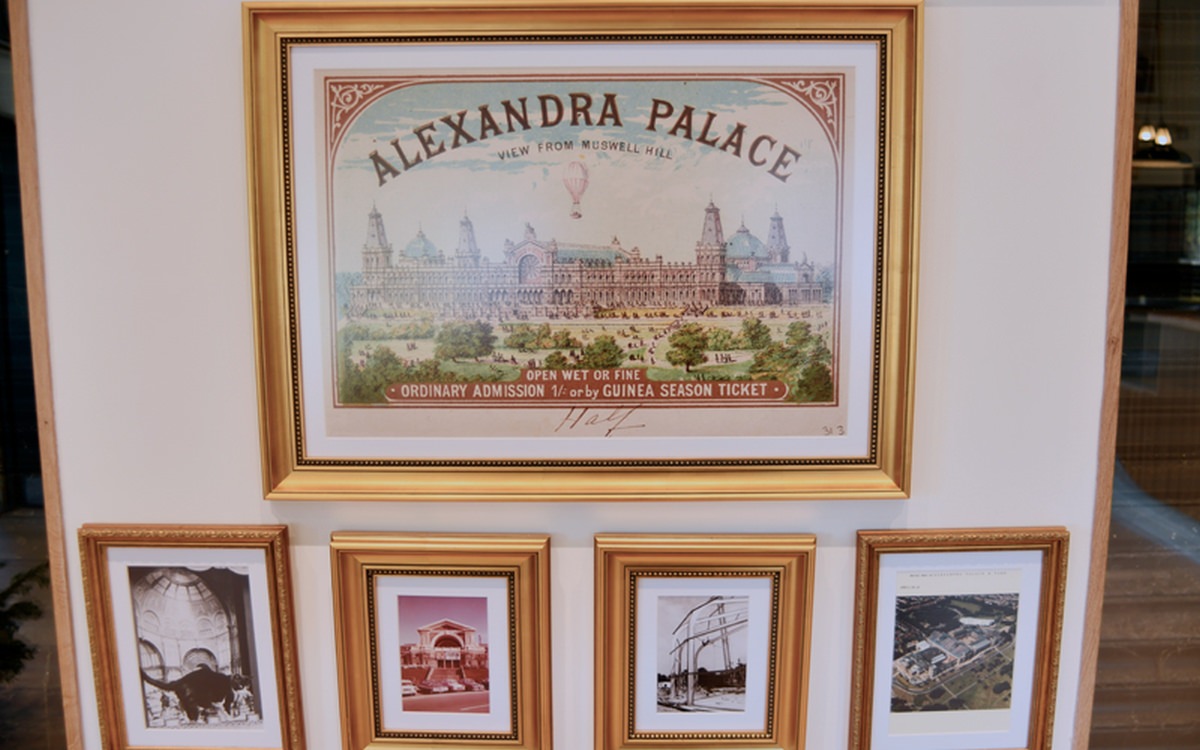 ALEXANDRA PALACE
VIEW FROM MUSWELL HILL
OPEN WET OR FINE
· ORDINARY ADMISSION 1/- or by GUINEA SEASON TICKET ·
Half
313